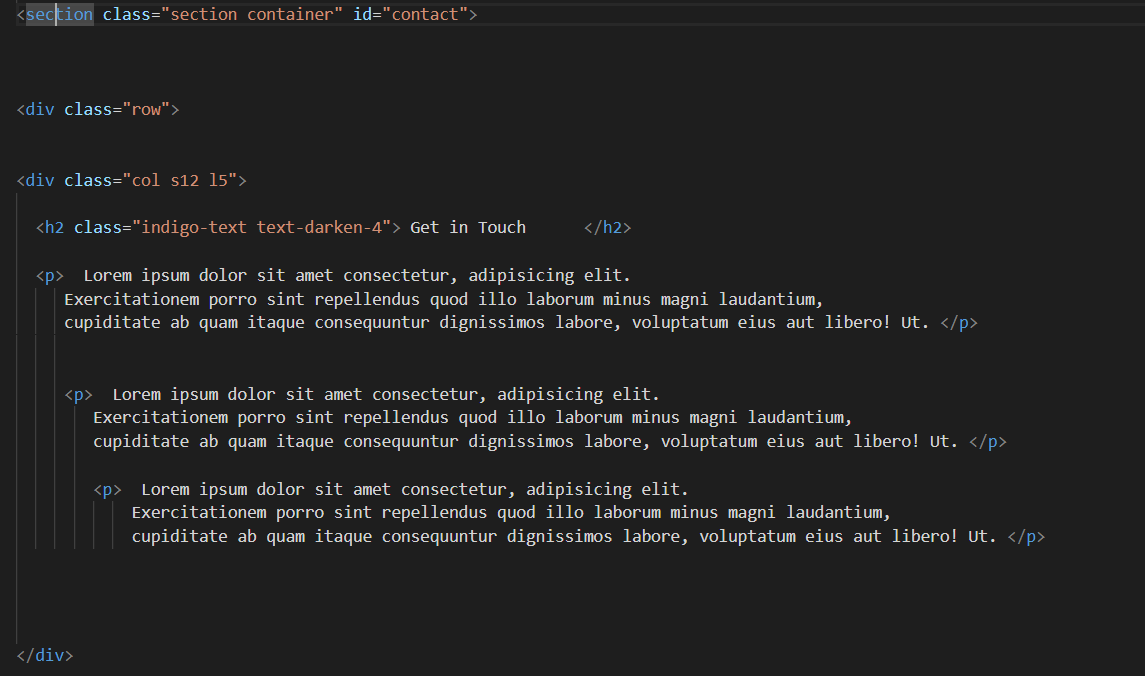 <section class="section container" id="contact">
<div class="row">
<div class="col s12 l5">
<h2 class="indigo-text text-darken-4"> Get in Touch      </h2>
<p>  Lorem ipsum dolor sit amet consectetur, adipisicing elit.
Exercitationem porro sint repellendus quod illo laborum minus magni laudantium,
cupiditate ab quam itaque consequuntur dignissimos labore, voluptatum eius aut libero! Ut. </p>
<p>  Lorem ipsum dolor sit amet consectetur, adipisicing elit.
Exercitationem porro sint repellendus quod illo laborum minus magni laudantium,
cupiditate ab quam itaque consequuntur dignissimos labore, voluptatum eius aut libero! Ut. </p>
<p>  Lorem ipsum dolor sit amet consectetur, adipisicing elit.
Exercitationem porro sint repellendus quod illo laborum minus magni laudantium,
cupiditate ab quam itaque consequuntur dignissimos labore, voluptatum eius aut libero! Ut. </p>
</div>